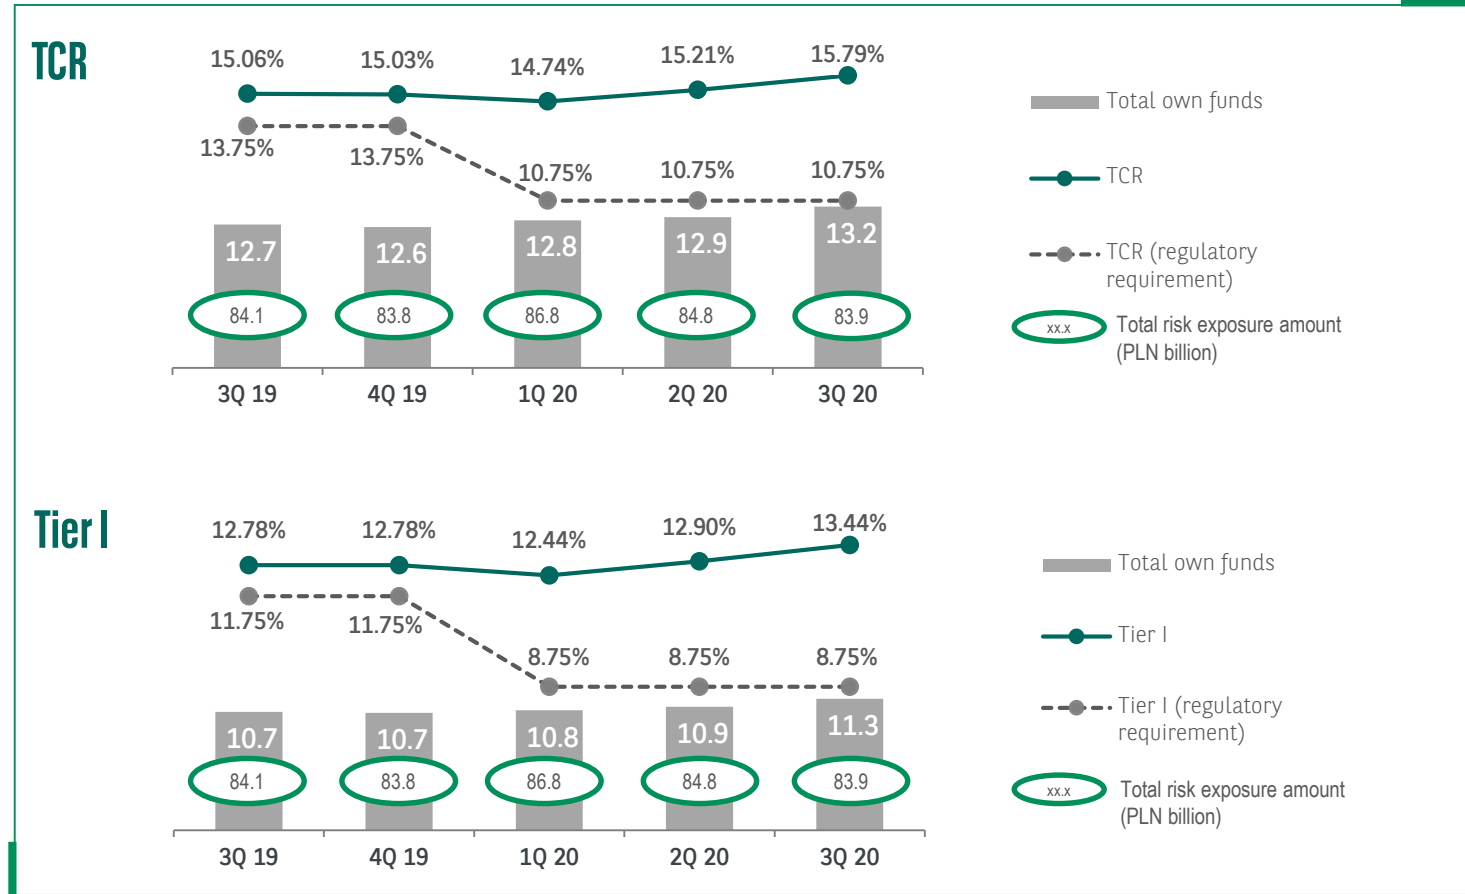 TCR
15.06%
15.03%
14.74%
15.21%
15.79%
13.75%
13.75%
10.75%
10.75%
10.75%
12.7
12.6
12.8
12.9
13.2
84.1
83.8
86.8
84.8
83.9
3Q 19
4Q 19
1Q 20
2Q 20
3Q 20
Total own funds
TCR
TCR (regulatory
requirement)
xx.x
Total risk exposure amount
(PLN billion)
Tier I
12.78%
12.78%
12.44%
12.90%
13.44%
11.75%
11.75%
8.75%
8.75%
8.75%
10.7
10.7
10.8
10.9
11.3
84.1
83.8
86.8
84.8
83.9
3Q 19
4Q 19
1Q 20
2Q 20
3Q 20
Total own funds
Tier I
Tier I (regulatory
requirement)
xx.x
Total risk exposure amount
(PLN billion)